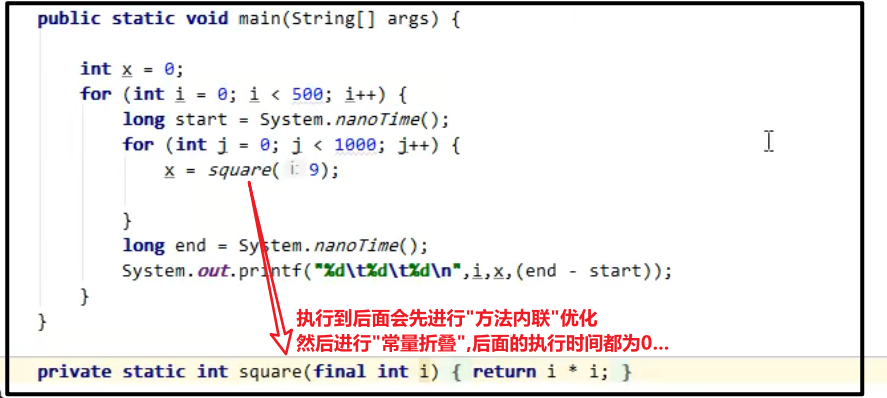 public static void main(String[] args) {
int x = 0;
for (int i = 0; i < 500; i++) {
long start = System.nanoTime();
for (int j = 0; j < 1000; j++) {
x = square( i: 9);
}
long end = System.nanoTime();
System.out.printf("%d\t%d\t%d\n",i,x,(end - start));
}
}
执行到后面会先进行"方法内联"优化
然后进行"常量折叠",后面的执行时间都为0...
private static int square(final int i) { return i * i; }